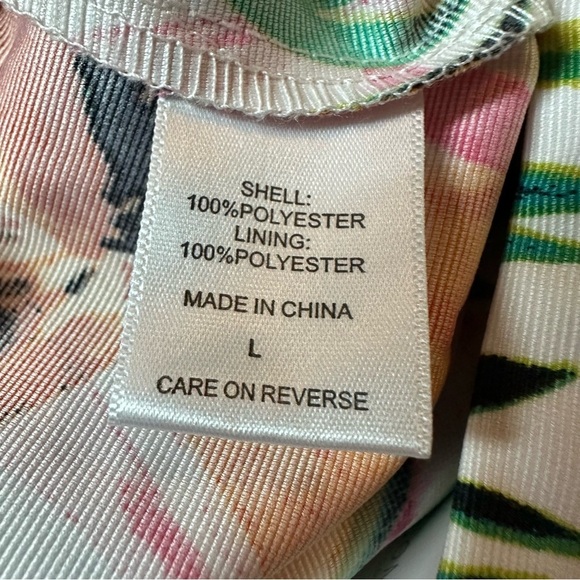 SHELL:
100%POLYESTER
LINING:
100%POLYESTER
MADE IN CHINA
L
CARE ON REVERSE